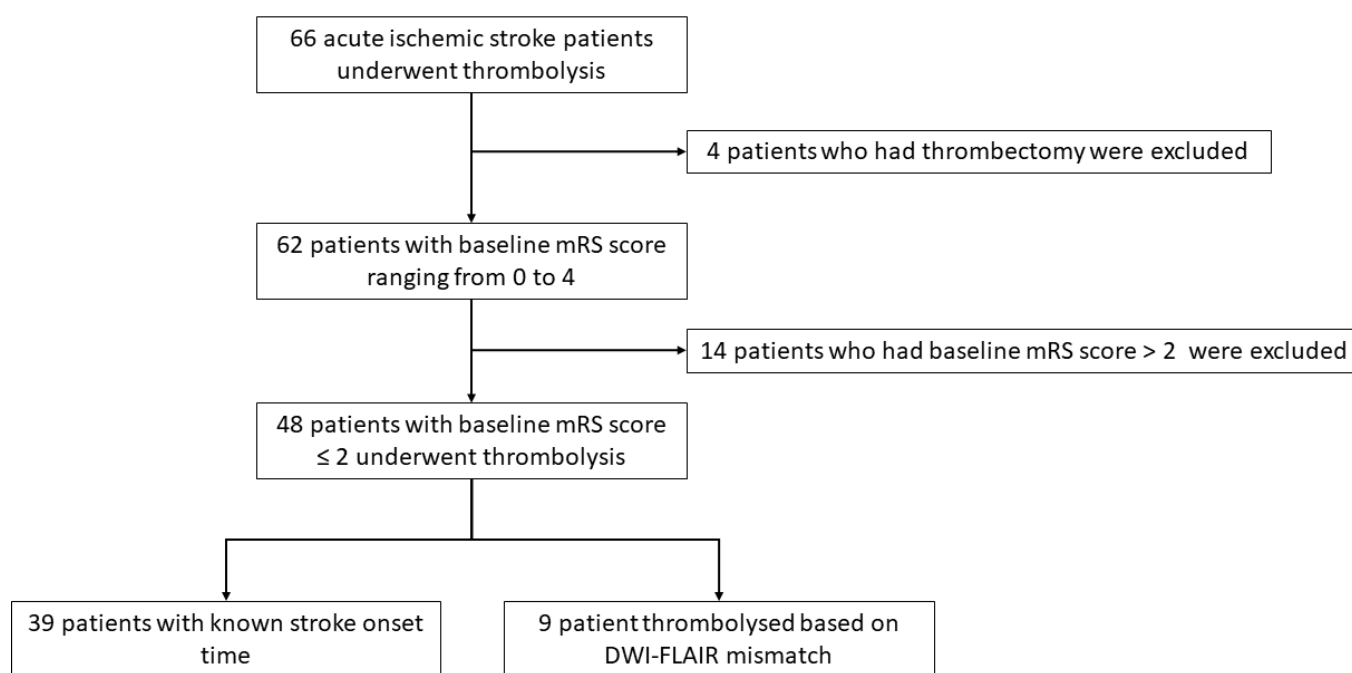 66 acute ischemic stroke patients
underwent thrombolysis
4 patients who had thrombectomy were excluded
62 patients with baseline mRS score
ranging from 0 to 4
14 patients who had baseline mRS score > 2 were excluded
48 patients with baseline mRS score
≤ 2 underwent thrombolysis
39 patients with known stroke onset
time
9 patient thrombolysed based on
DWI-FLAIR mismatch